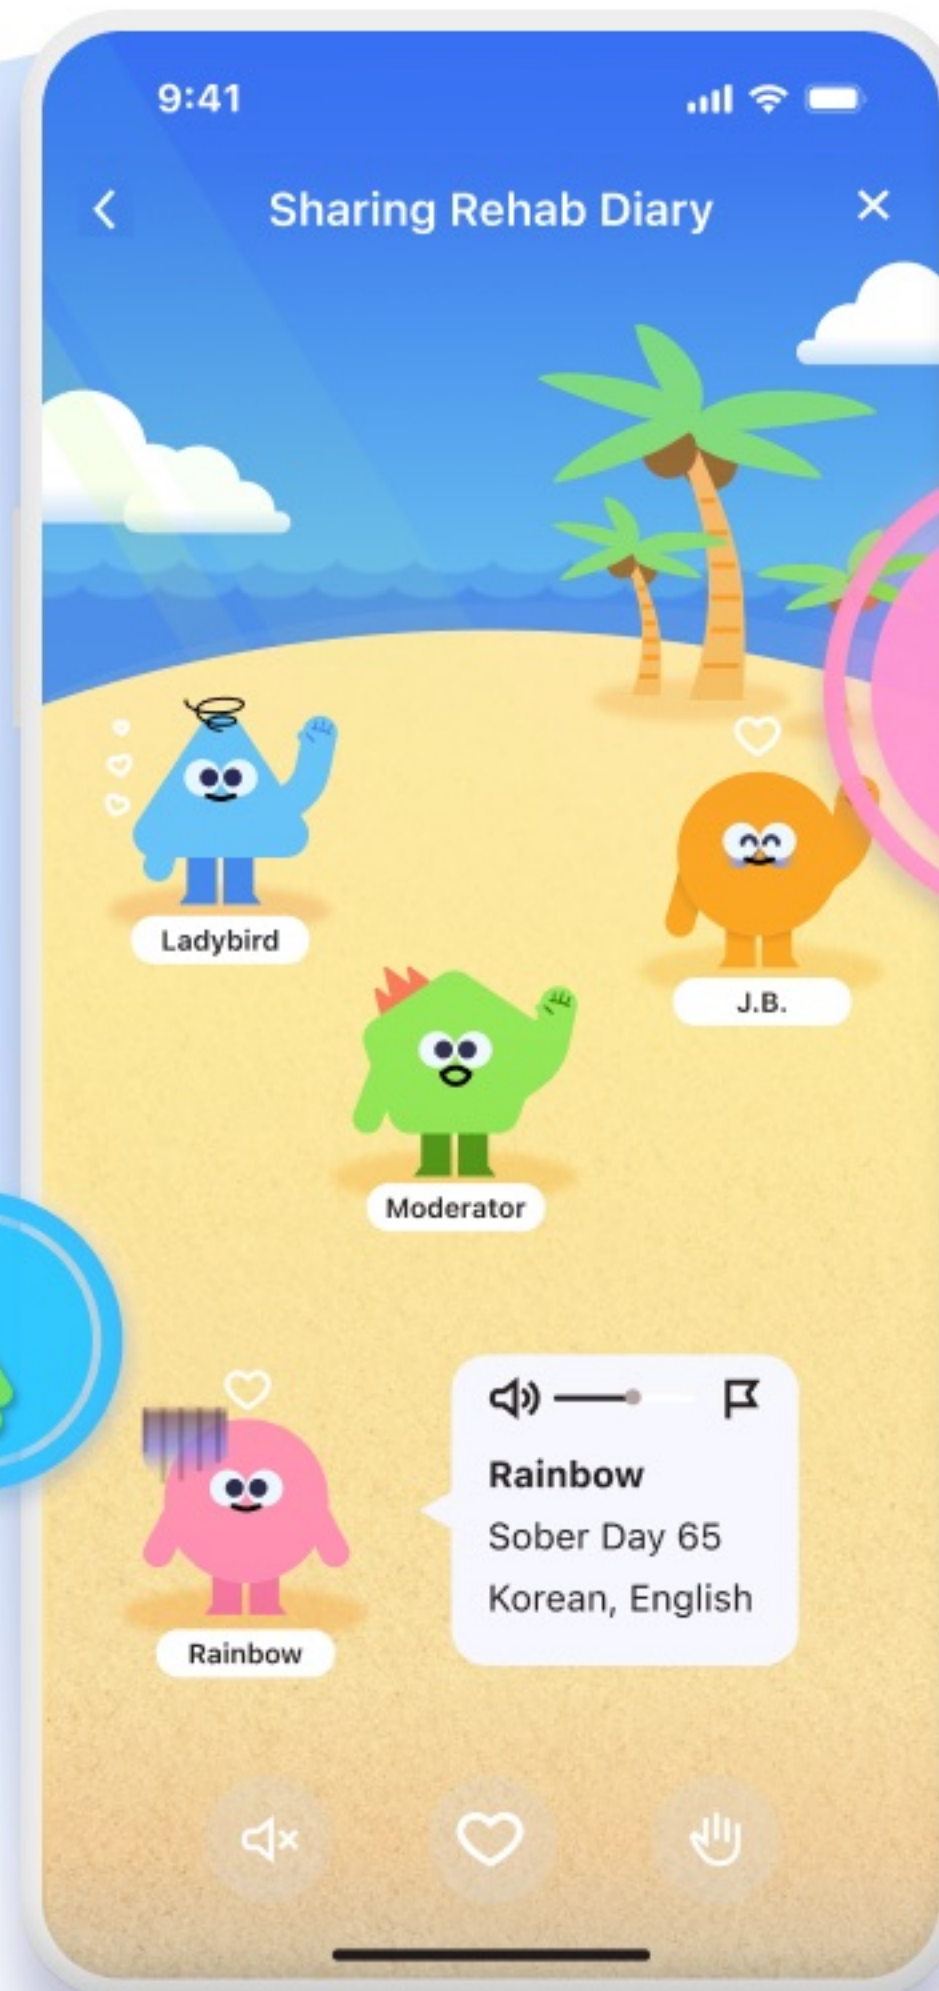 9:41
Sharing Rehab Diary
Ladybird
J.B.
Moderator
Rainbow
Sober Day 65
Korean, English
Rainbow